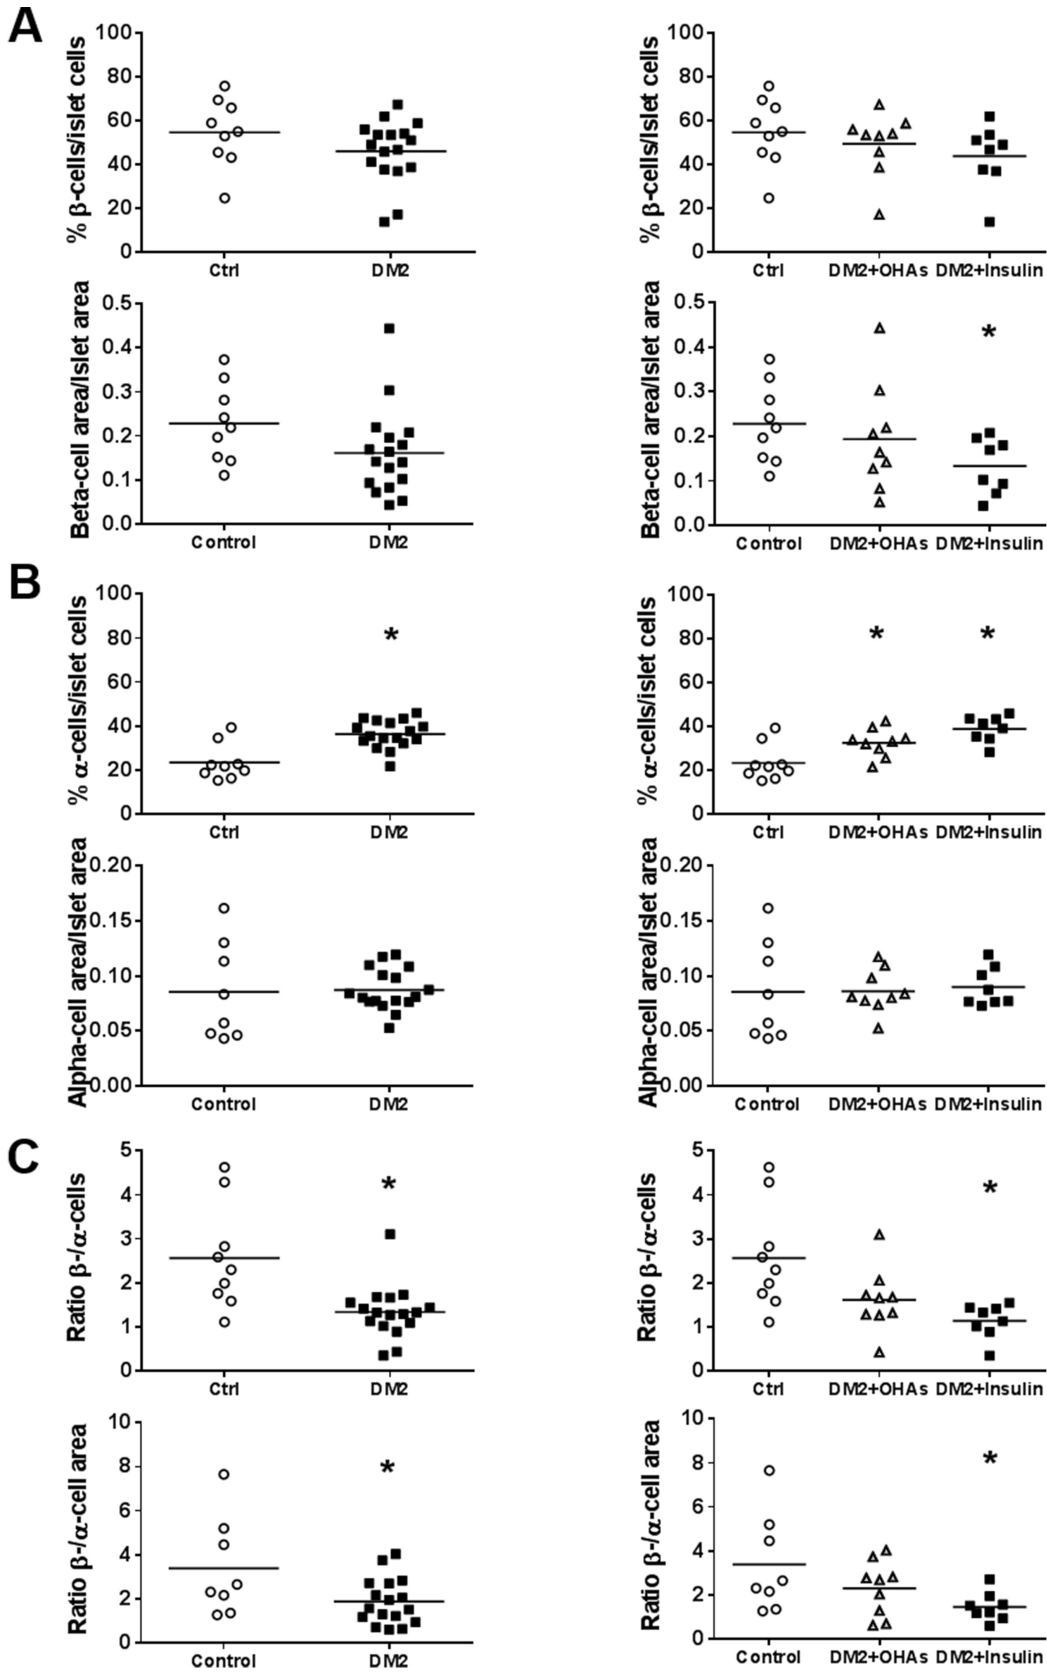 A
% β-cells/islet cells
100
80
60
40
20
0
Ctrl DM2
% β-cells/islet cells
100
80
60
40
20
0
Ctrl DM2+OHAs DM2+Insulin
Beta-cell area/Islet area
0.5
0.4
0.3
0.2
0.1
0.0
Control DM2
Beta-cell area/Islet area
0.5
0.4
0.3
0.2
0.1
0.0
*
Control DM2+OHAs DM2+Insulin
B
% α-cells/islet cells
100
80
60
40
20
0
*
Ctrl DM2
% α-cells/islet cells
100
80
60
40
20
0
* *
Ctrl DM2+OHAs DM2+Insulin
Alpha-cell area/Islet area
0.20
0.15
0.10
0.05
0.00
Control DM2
Alpha-cell area/Islet area
0.20
0.15
0.10
0.05
0.00
Control DM2+OHAs DM2+Insulin
C
Ratio β-/α-cells
5
4
3
2
1
0
*
Ctrl DM2
Ratio β-/α-cells
5
4
3
2
1
0
*
Ctrl DM2+OHAs DM2+Insulin
Ratio β-/α-cell area
10
8
6
4
2
0
*
Control DM2
Ratio β-/α-cell area
10
8
6
4
2
0
*
Control DM2+OHAs DM2+Insulin